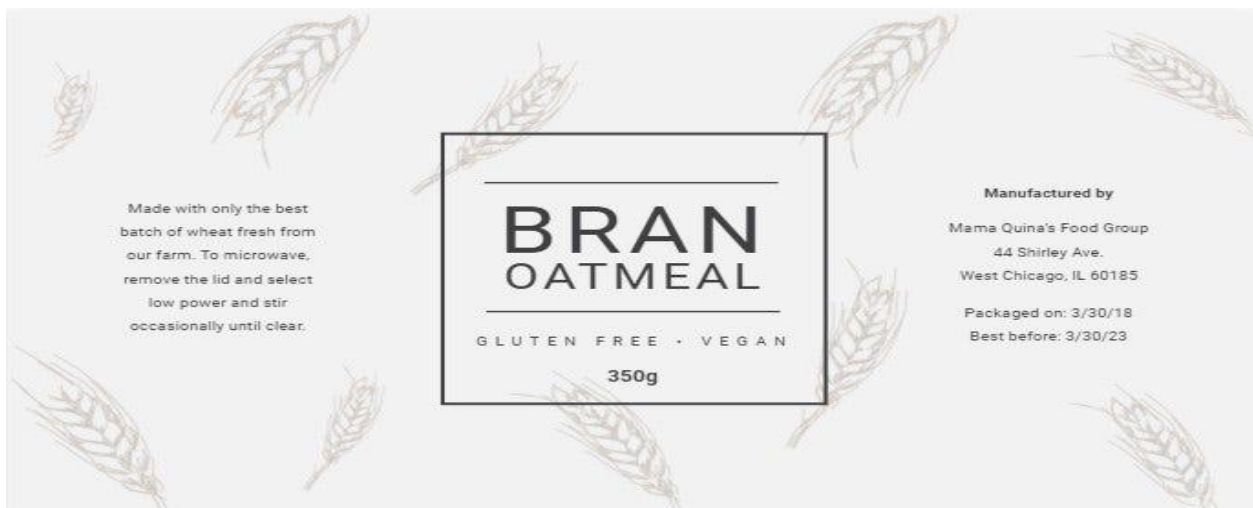 Made with only the best
batch of wheat fresh from
our farm. To microwave,
remove the lid and select
low power and stir
occasionally until clear.
BRAN
OATMEAL
GLUTEN FREE • VEGAN
350g
Manufactured by
Mama Quina's Food Group
44 Shirley Ave.
West Chicago, IL 60185
Packaged on: 3/30/18
Best before: 3/30/23